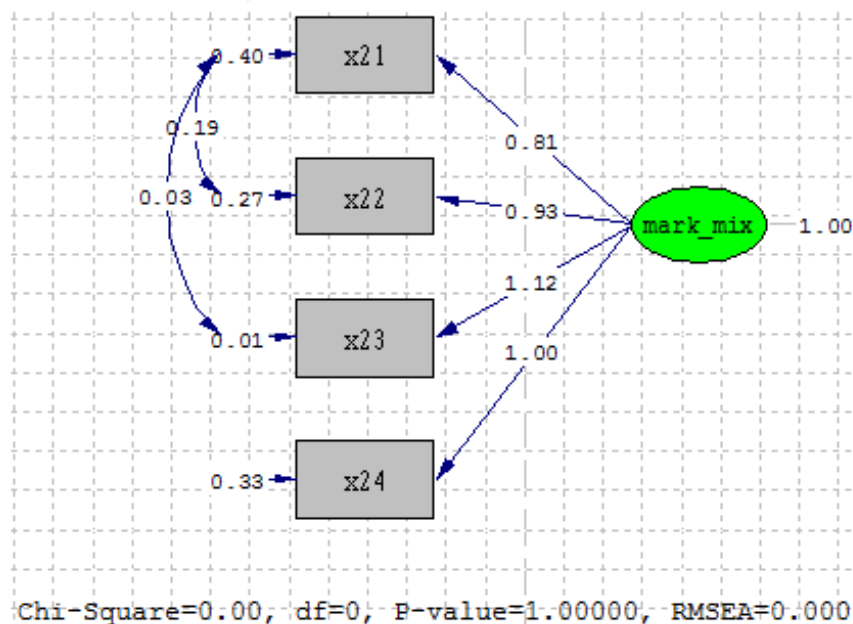 0.40 x21
0.19
0.81
0.03 0.27 x22
0.93
mark_mix 1.00
1.12
0.01 x23
1.00
0.33 x24
Chi-Square=0.00, df=0, P-value=1.00000, RMSEA=0.000